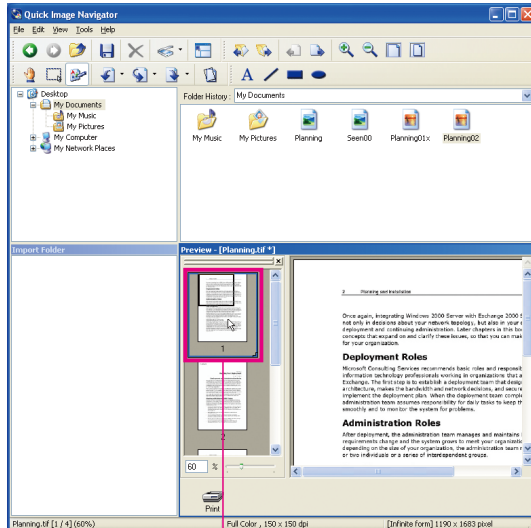 Quick Image Navigator
File Edit View Tools Help
A
Desktop
My Documents
My Music
My Pictures
My Computer
My Network Places
Folder History: My Documents
My Music My Pictures Planning Seen00 Planning01x Planning02
Import Folder
Preview - [Planning.tif *]
1
2
60 %
Print
2 Planning and Installation
Once again, integrating Windows 2000 Server with Exchange 2000 S
not only in decisions about your network topology, but also in your
deployment and continuing administration. Later chapters in this boo
concepts that expand on and clarify these issues, so that you can mak
for your organization.
Deployment Roles
Microsoft Consulting Services recommends basic roles and responsi
information technology professionals working in organizations that a
Exchange. The first step is to establish a deployment team that desig
architecture, makes the bandwidth and network decisions, and secure
implement the deployment plan. When the deployment team comple
administration team assumes responsibility for daily tasks to keep th
smoothly and to monitor the system for problems.
Administration Roles
After deployment, the administration team manages and maintains
requirements change and the system grows to meet your organizatio
depending on the size of your organization, the administration team
or two individuals or a series of interdependent groups.
Planning.tif [1 / 4] (60%) Full Color , 150 x 150 dpi [Infinite form] 1190 x 1683 pixel